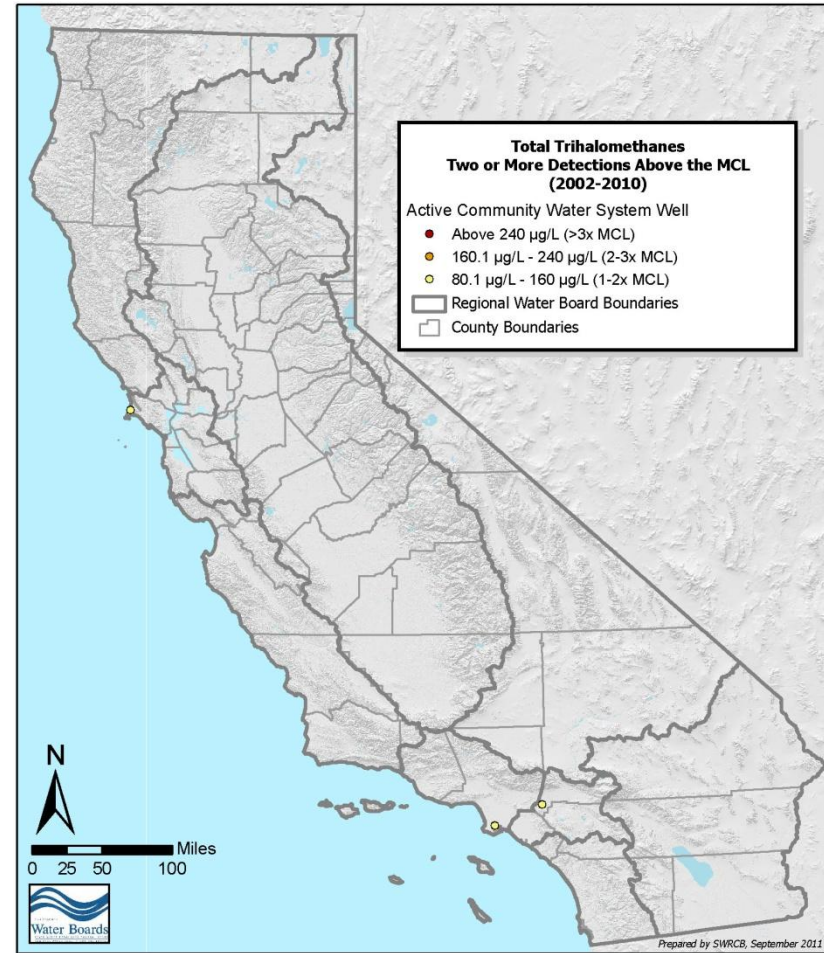 Total Trihalomethanes
Two or More Detections Above the MCL
(2002-2010)
Active Community Water System Well
Above 240 µg/L (>3x MCL)
160.1 µg/L - 240 µg/L (2-3x MCL)
80.1 µg/L - 160 µg/L (1-2x MCL)
Regional Water Board Boundaries
County Boundaries
N
Miles
0 25 50 100
Water Boards
Prepared by SWRCB, September 2011